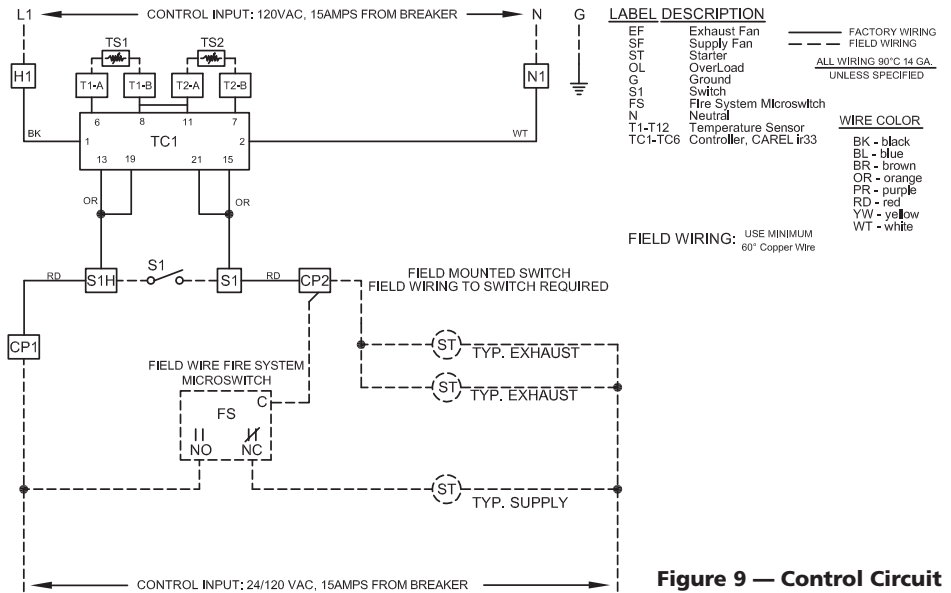 L1 CONTROL INPUT: 120VAC, 15AMPS FROM BREAKER N G
TS1 TS2
H1 T1-A T1-B T2-A T2-B N1
6 8 11 7
BK 1 TC1 2 WT
13 19 21 15
OR OR
S1
RD S1H S1 RD CP2
FIELD MOUNTED SWITCH
FIELD WIRING TO SWITCH REQUIRED
CP1
ST TYP. EXHAUST
FIELD WIRE FIRE SYSTEM
MICROSWITCH
ST TYP. EXHAUST
C
FS
NO NC
ST TYP. SUPPLY
CONTROL INPUT: 24/120 VAC, 15AMPS FROM BREAKER
LABEL DESCRIPTION
EF Exhaust Fan
SF Supply Fan
ST Starter
OL OverLoad
G Ground
S1 Switch
FS Fire System Microswitch
N Neutral
T1-T12 Temperature Sensor
TC1-TC6 Controller, CAREL ir33
FACTORY WIRING
FIELD WIRING
ALL WIRING 90°C 14 GA.
UNLESS SPECIFIED
WIRE COLOR
BK - black
BL - blue
BR - brown
OR - orange
PR - purple
RD - red
YW - yellow
WT - white
FIELD WIRING: USE MINIMUM
60° Copper Wire
Figure 9 — Control Circuit